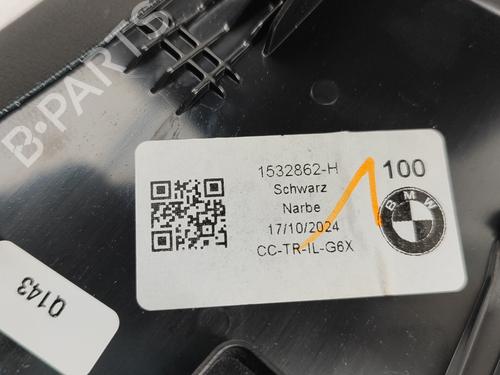 B-PARTS
1532862-H
100
Schwarz
Narbe
17/10/2024
CC-TR-IL-G6X
BMW
0143